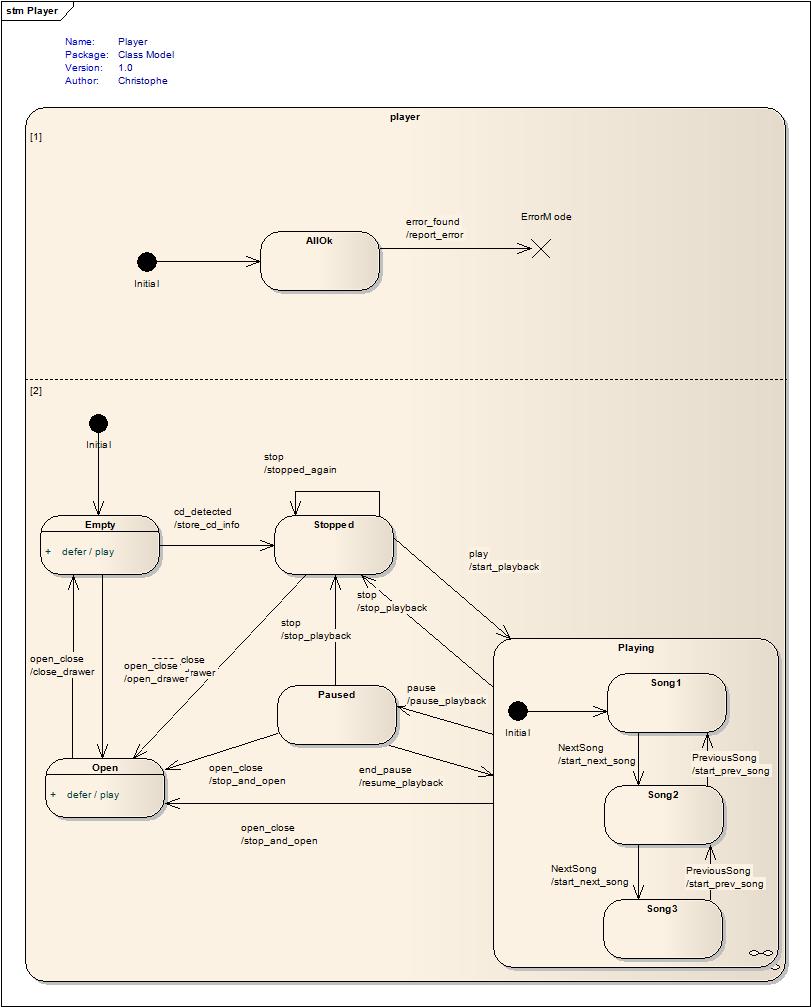 stm Player
Name: Player
Package: Class Model
Version: 1.0
Author: Christophe
player
[1]
AllOk
error_found
/report_error
ErrorM ode
Initial
[2]
Initial
stop
/stopped_again
cd_detected
/store_cd_info
Empty
+ defer / play
Stopped
play
/start_playback
stop
/stop_playback
stop
/stop_playback
open_close
/close_drawer
open_close
/open_drawer
close
rawer
Playing
Song1
Paused
pause
/pause_playback
Initial
NextSong
/start_next_song
PreviousSong
/start_prev_song
Open
+ defer / play
open_close
/stop_and_open
end_pause
/resume_playback
Song2
open_close
/stop_and_open
NextSong
/start_next_song
PreviousSong
/start_prev_song
Song3